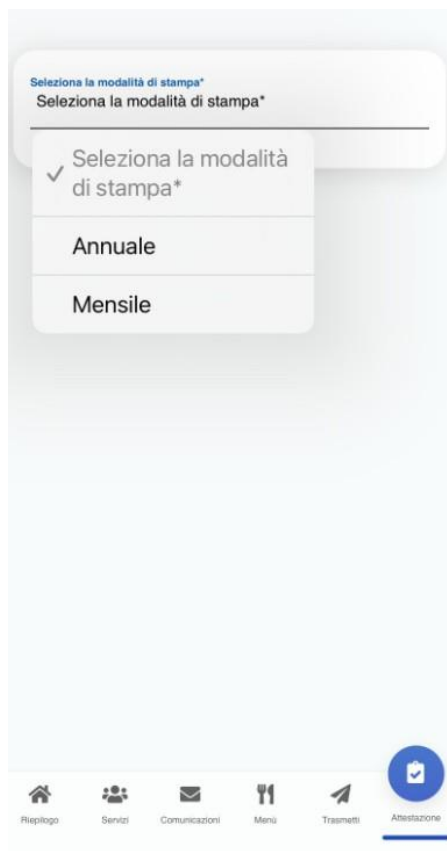 Seleziona la modalità di stampa*
Seleziona la modalità di stampa*
Seleziona la modalità
di stampa*
Annuale
Mensile
Riepilogo Servizi Comunicazioni Menù Trasmetti Attestazione